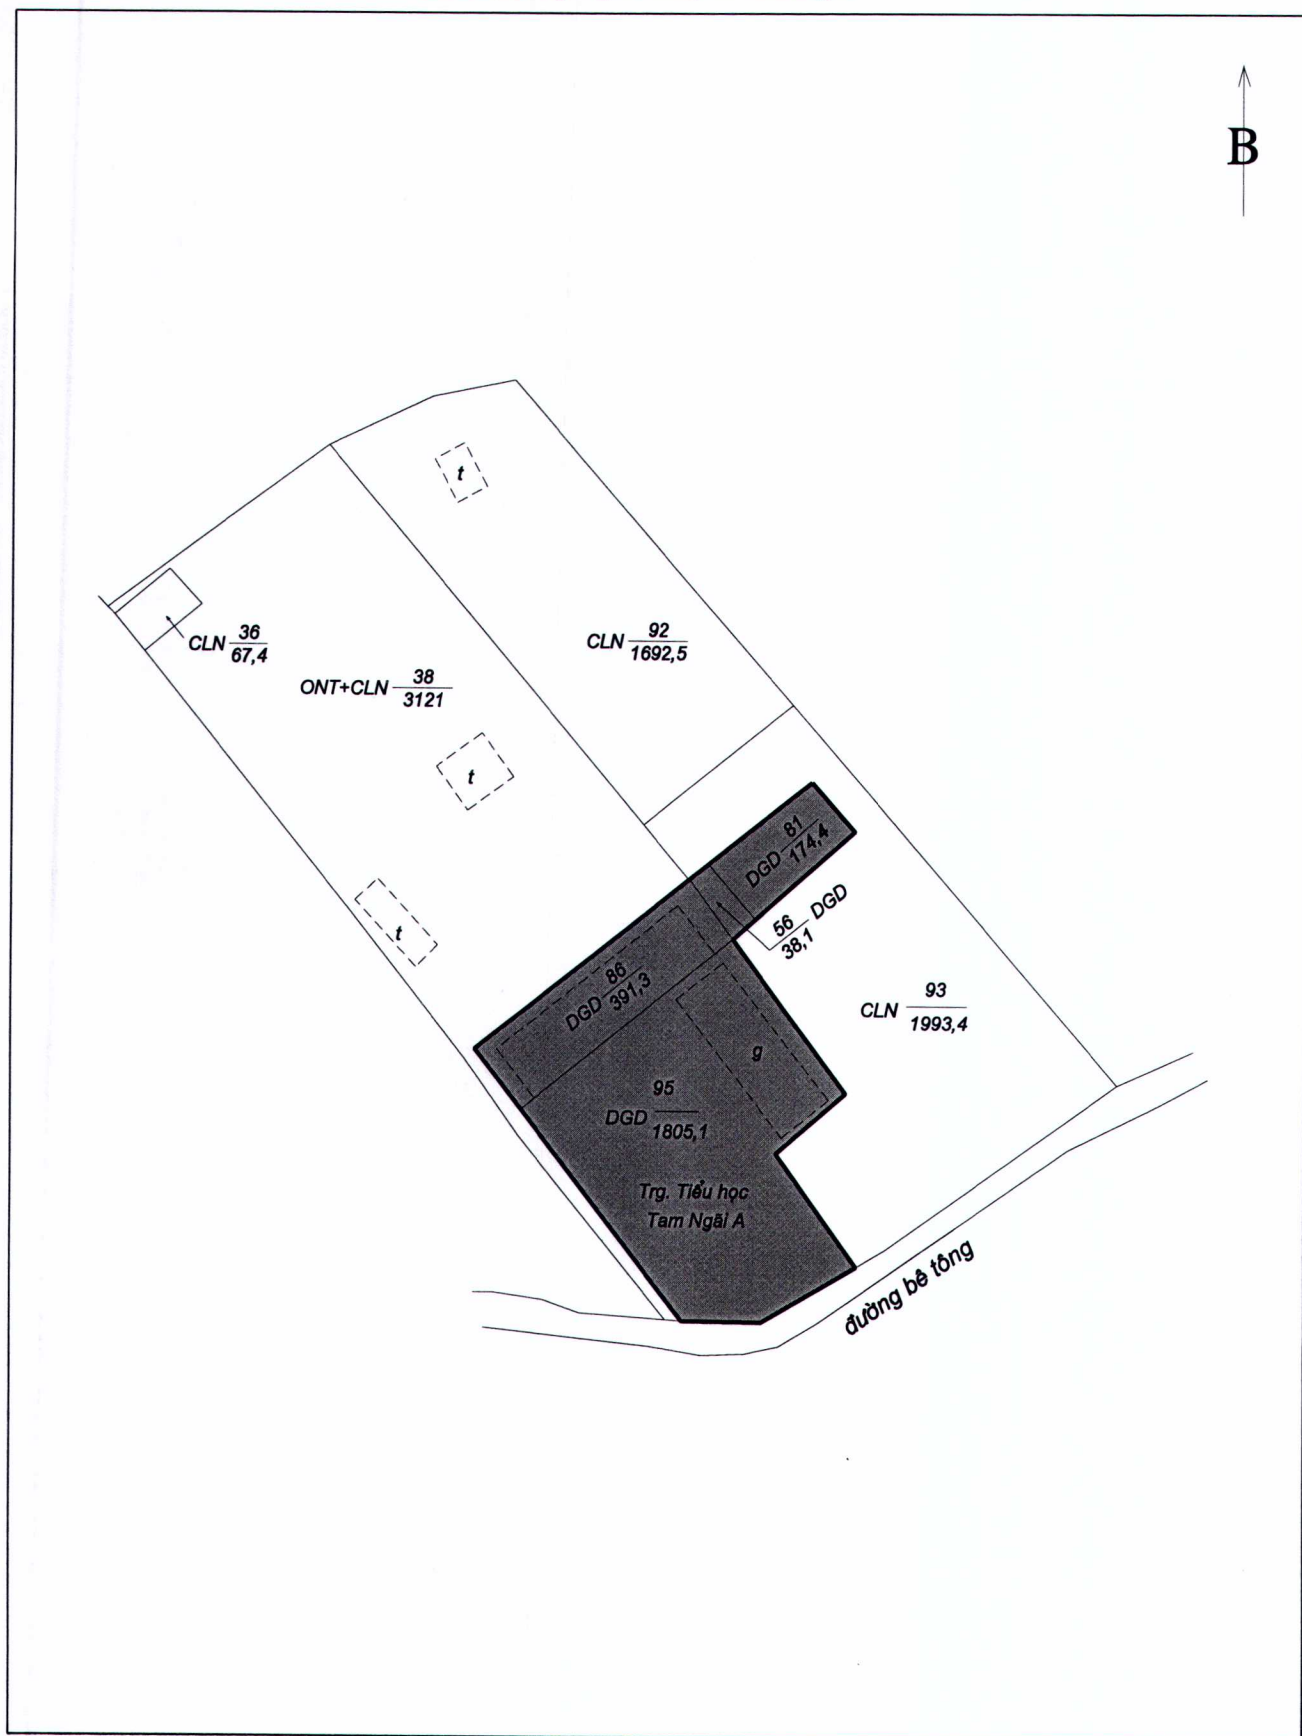 B
t
CLN 36
67,4
CLN 92
1692,5
ONT+CLN 38
3121
t
DGD 81
174,4
t
56 DGD
38,1
DGD 86
391,3
CLN 93
1993,4
g
95
DGD
1805,1
Trg. Tiểu học
Tam Ngãi A
đường bê tông